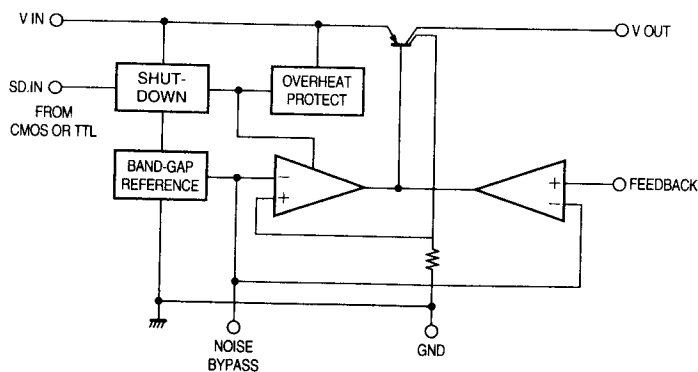 V IN
V OUT
SHUT-
DOWN
OVERHEAT
PROTECT
SD.IN
FROM
CMOS OR TTL
BAND-GAP
REFERENCE
−
+
+
−
FEEDBACK
NOISE
BYPASS
GND